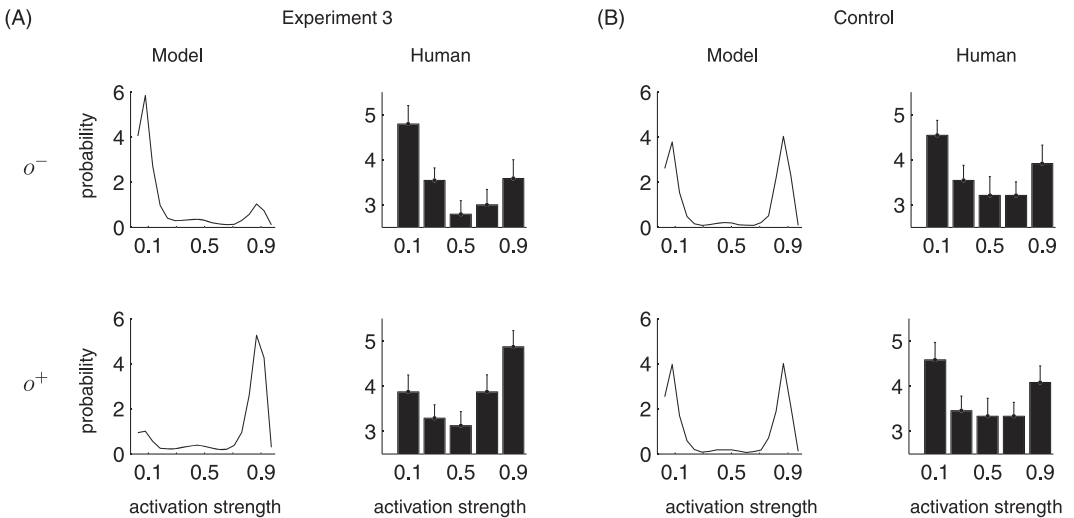 (A) Experiment 3 (B) Control
Model Human Model Human
o⁻
probability
6
4
2
0
0.1 0.5 0.9
5
4
3
0.1 0.5 0.9
6
4
2
0
0.1 0.5 0.9
5
4
3
0.1 0.5 0.9
o⁺
probability
6
4
2
0
0.1 0.5 0.9
5
4
3
0.1 0.5 0.9
6
4
2
0
0.1 0.5 0.9
5
4
3
0.1 0.5 0.9
activation strength activation strength activation strength activation strength